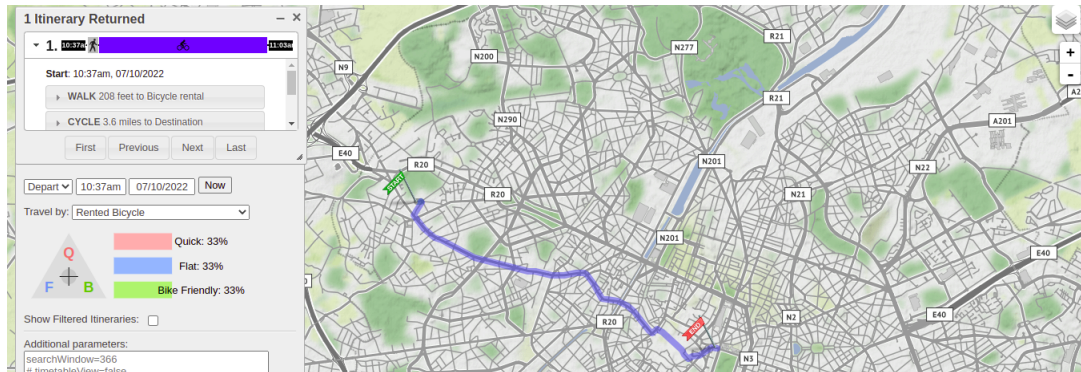 1 Itinerary Returned
– ×
1. 10:37a 11:03a
Start: 10:37am, 07/10/2022
WALK 208 feet to Bicycle rental
CYCLE 3.6 miles to Destination
First Previous Next Last
Depart 10:37am 07/10/2022 Now
Travel by: Rented Bicycle
Q
F B
Quick: 33%
Flat: 33%
Bike Friendly: 33%
Show Filtered Itineraries:
Additional parameters:
searchWindow=366
# timetableView=false
R21
N277
N200
N9
R21
+
-
A2
N290
A201
E40
R20
N201
N22
START
R20
N21
N201
E40
0
E40
R20
END
N2
N3